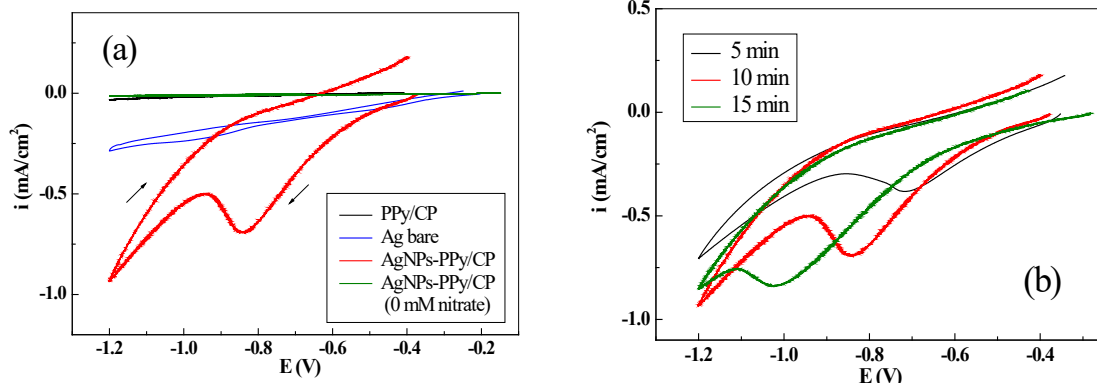 (a)
i (mA/cm²)
0.0
-0.5
-1.0
PPy/CP
Ag bare
AgNPs-PPy/CP
AgNPs-PPy/CP
(0 mM nitrate)
-1.2 -1.0 -0.8 -0.6 -0.4 -0.2
E (V)
i (mA/cm²)
0.5
0.0
-0.5
-1.0
5 min
10 min
15 min
(b)
-1.2 -1.0 -0.8 -0.6 -0.4
E (V)